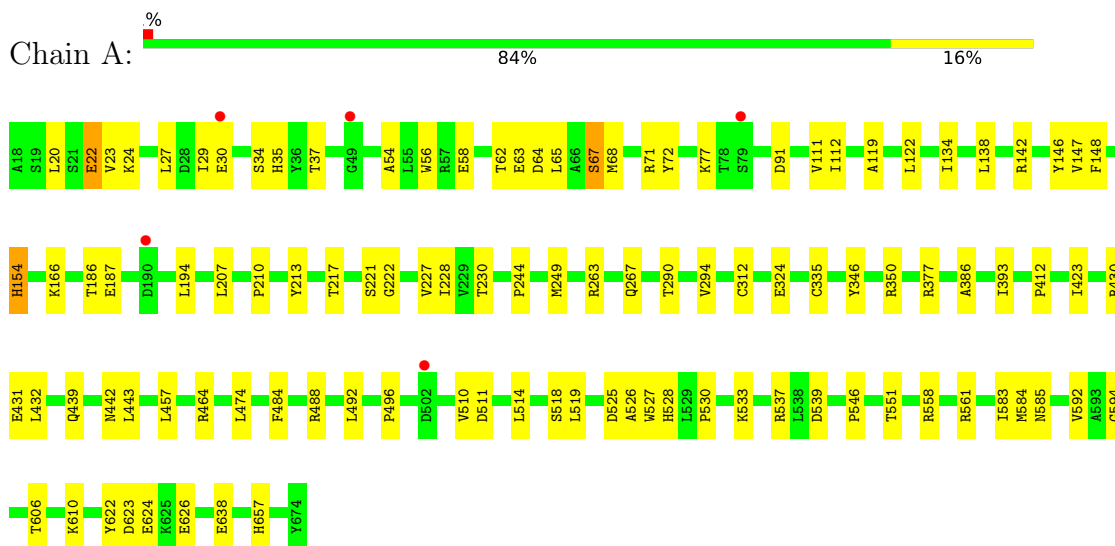 .%
Chain A:
84% 16%
A18 S19 L20 S21 E22 V23 K24 L27 D28 I29 E30 S34 H35 Y36 T37 G49 A54 L55 W56 R57 E58 T62 E63 D64 L65 A66 S67 M68 R71 Y72 K77 T78 S79 D91 V111 I112 A119 L122 I134 L138 R142 Y146 V147 F148
H154 K166 T186 E187 D190 L194 L207 P210 Y213 T217 S221 G222 V227 I228 V229 T230 P244 M249 R263 Q267 T290 V294 C312 E324 C335 Y346 R350 R377 A386 I393 P412 I423
E431 L432 Q439 N442 L443 L457 R464 L474 F484 R488 L492 P496 D502 V510 D511 L514 S518 L519 D525 A526 W527 H528 L529 P530 K533 R537 L538 D539 P546 T551 R558 R561 I583 M584 N585 V592 A593
T606 K610 Y622 D623 E624 K625 E626 E638 H657 Y674